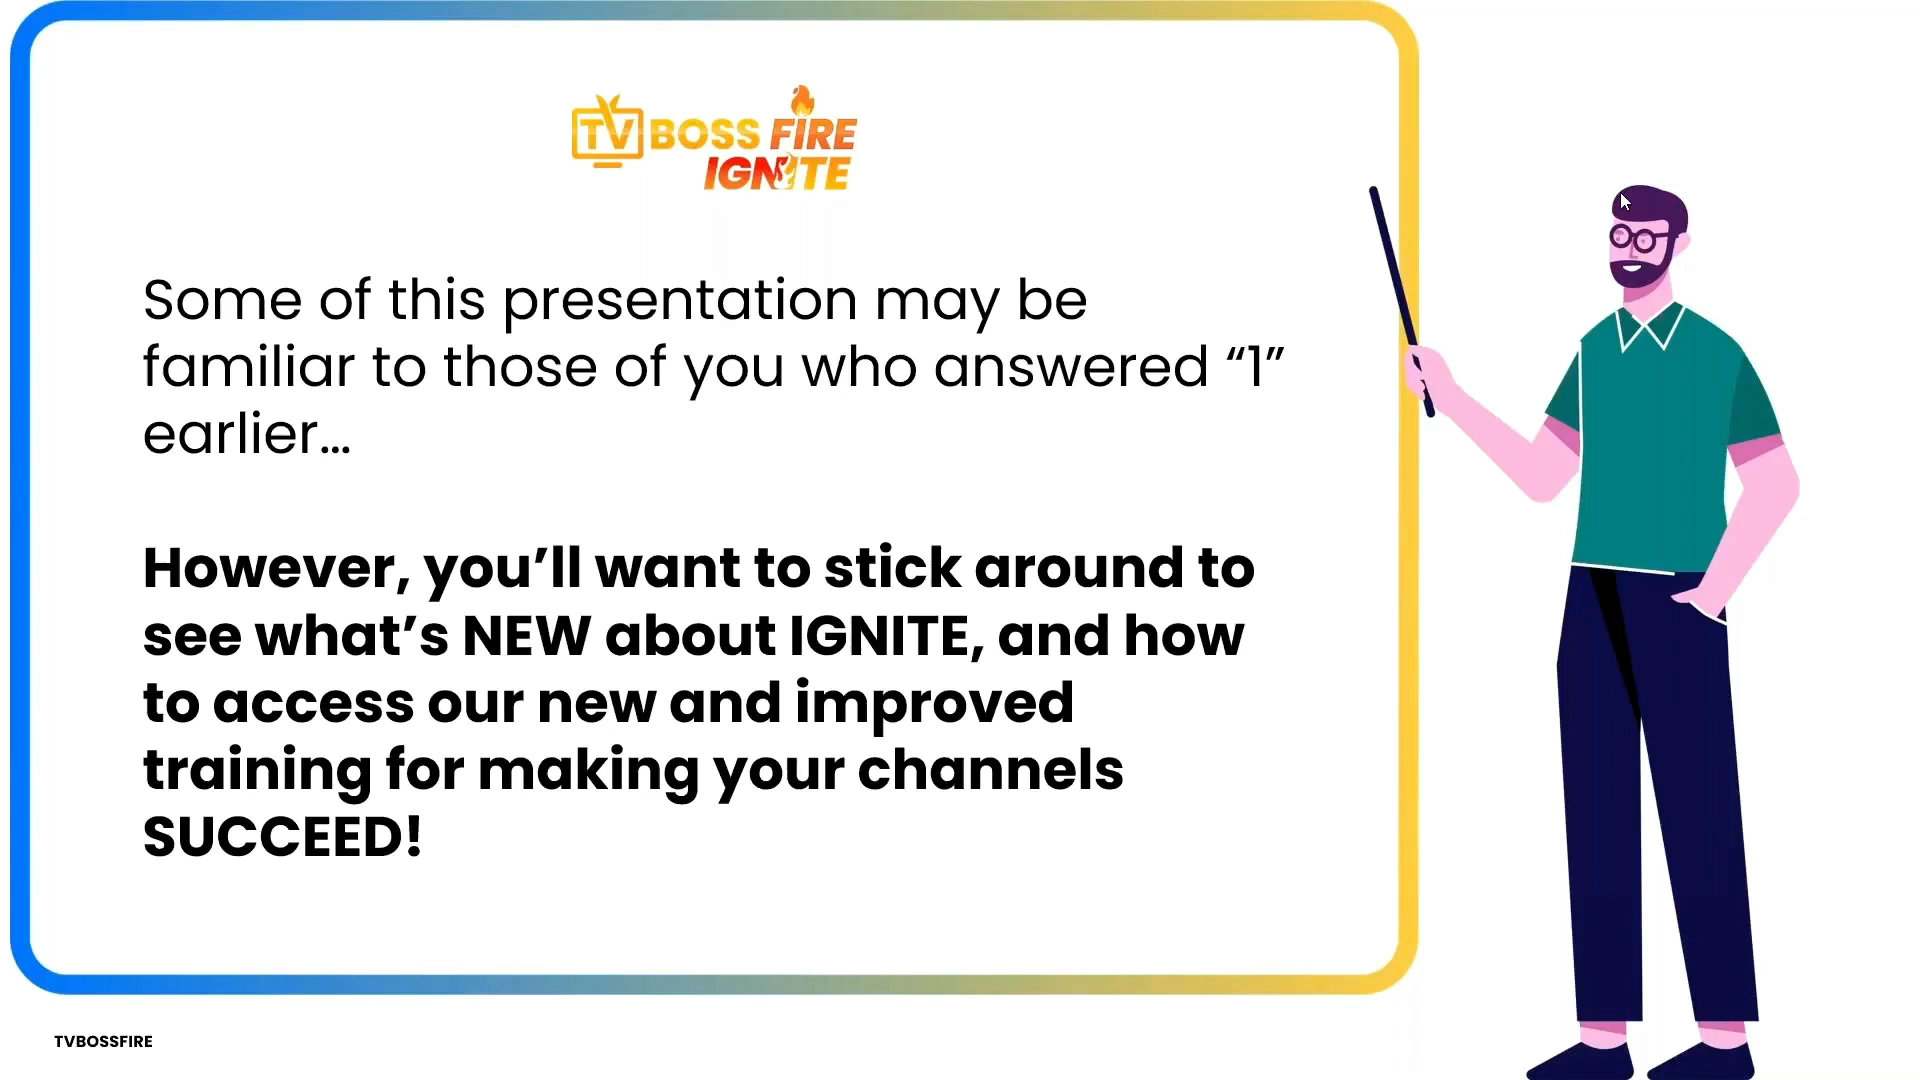 TV BOSS FIRE
IGNITE
Some of this presentation may be
familiar to those of you who answered “1”
earlier...
However, you’ll want to stick around to
see what’s NEW about IGNITE, and how
to access our new and improved
training for making your channels
SUCCEED!
TVBOSSFIRE